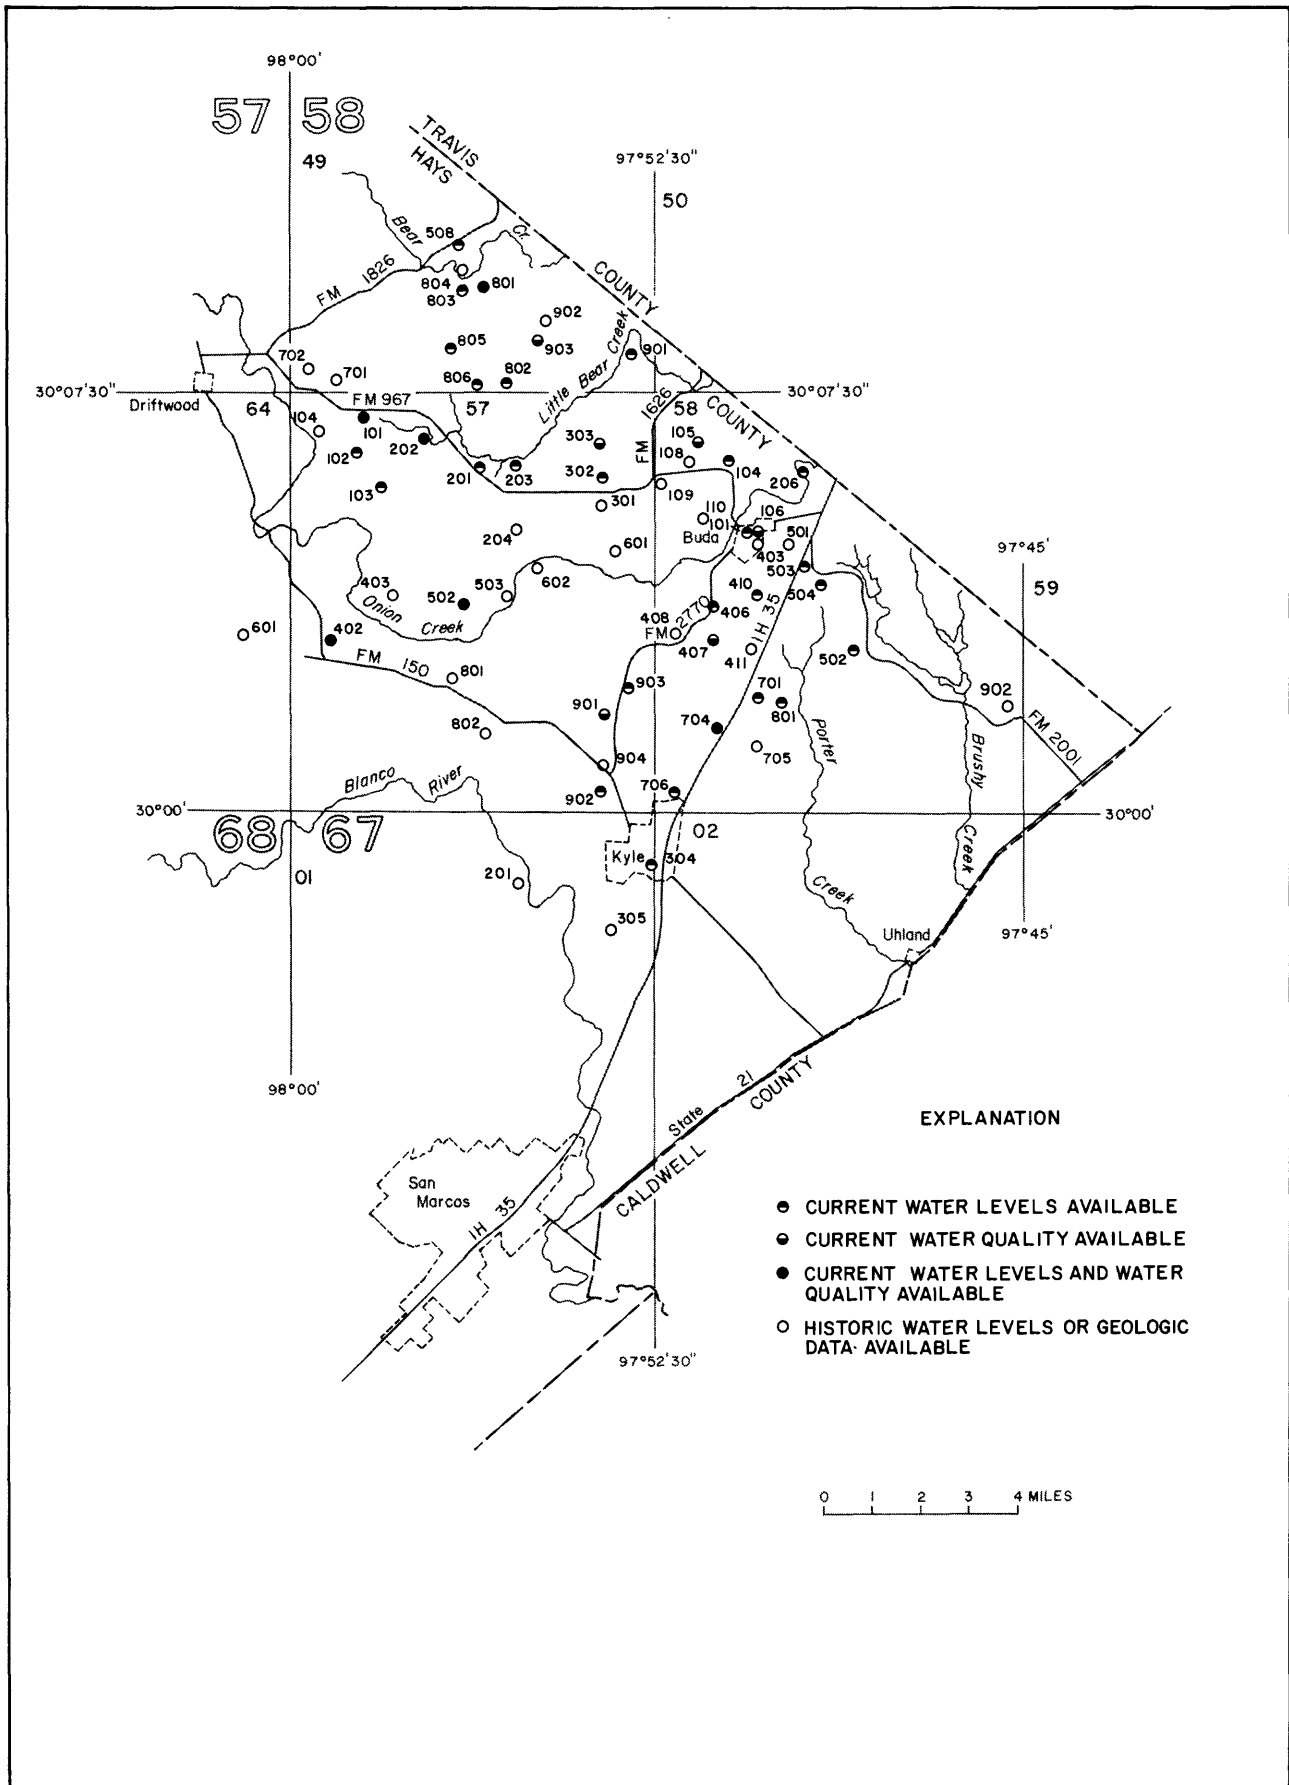 98°00'
57 58
49
TRAVIS
HAYS
97°52'30"
50
Bear
Cr.
508
FM 1826
804
801
803
COUNTY
902
903
805
901
702
701
806
802
Little Bear Creek
30°07'30"
30°07'30"
Driftwood
64
FM 967
57
58
FM 1626
COUNTY
104
101
102
202
103
201
203
303
302
301
105
108
104
109
206
110
106
101
Buda
403
501
503
504
97°45'
59
204
601
602
403
502
503
Onion
Creek
601
402
FM 150
801
802
408
FM 2770
410
406
407
411
IH 35
502
902
FM 2001
903
901
701
801
704
705
Porter
Brushy
904
902
706
Blanco
River
30°00'
30°00'
68 67
02
01
Kyle
304
201
305
Creek
Creek
97°45'
Uhland
98°00'
State 21
COUNTY
CALDWELL
San
Marcos
IH 35
97°52'30"
EXPLANATION
CURRENT WATER LEVELS AVAILABLE
CURRENT WATER QUALITY AVAILABLE
CURRENT WATER LEVELS AND WATER
QUALITY AVAILABLE
HISTORIC WATER LEVELS OR GEOLOGIC
DATA AVAILABLE
0 1 2 3 4 MILES